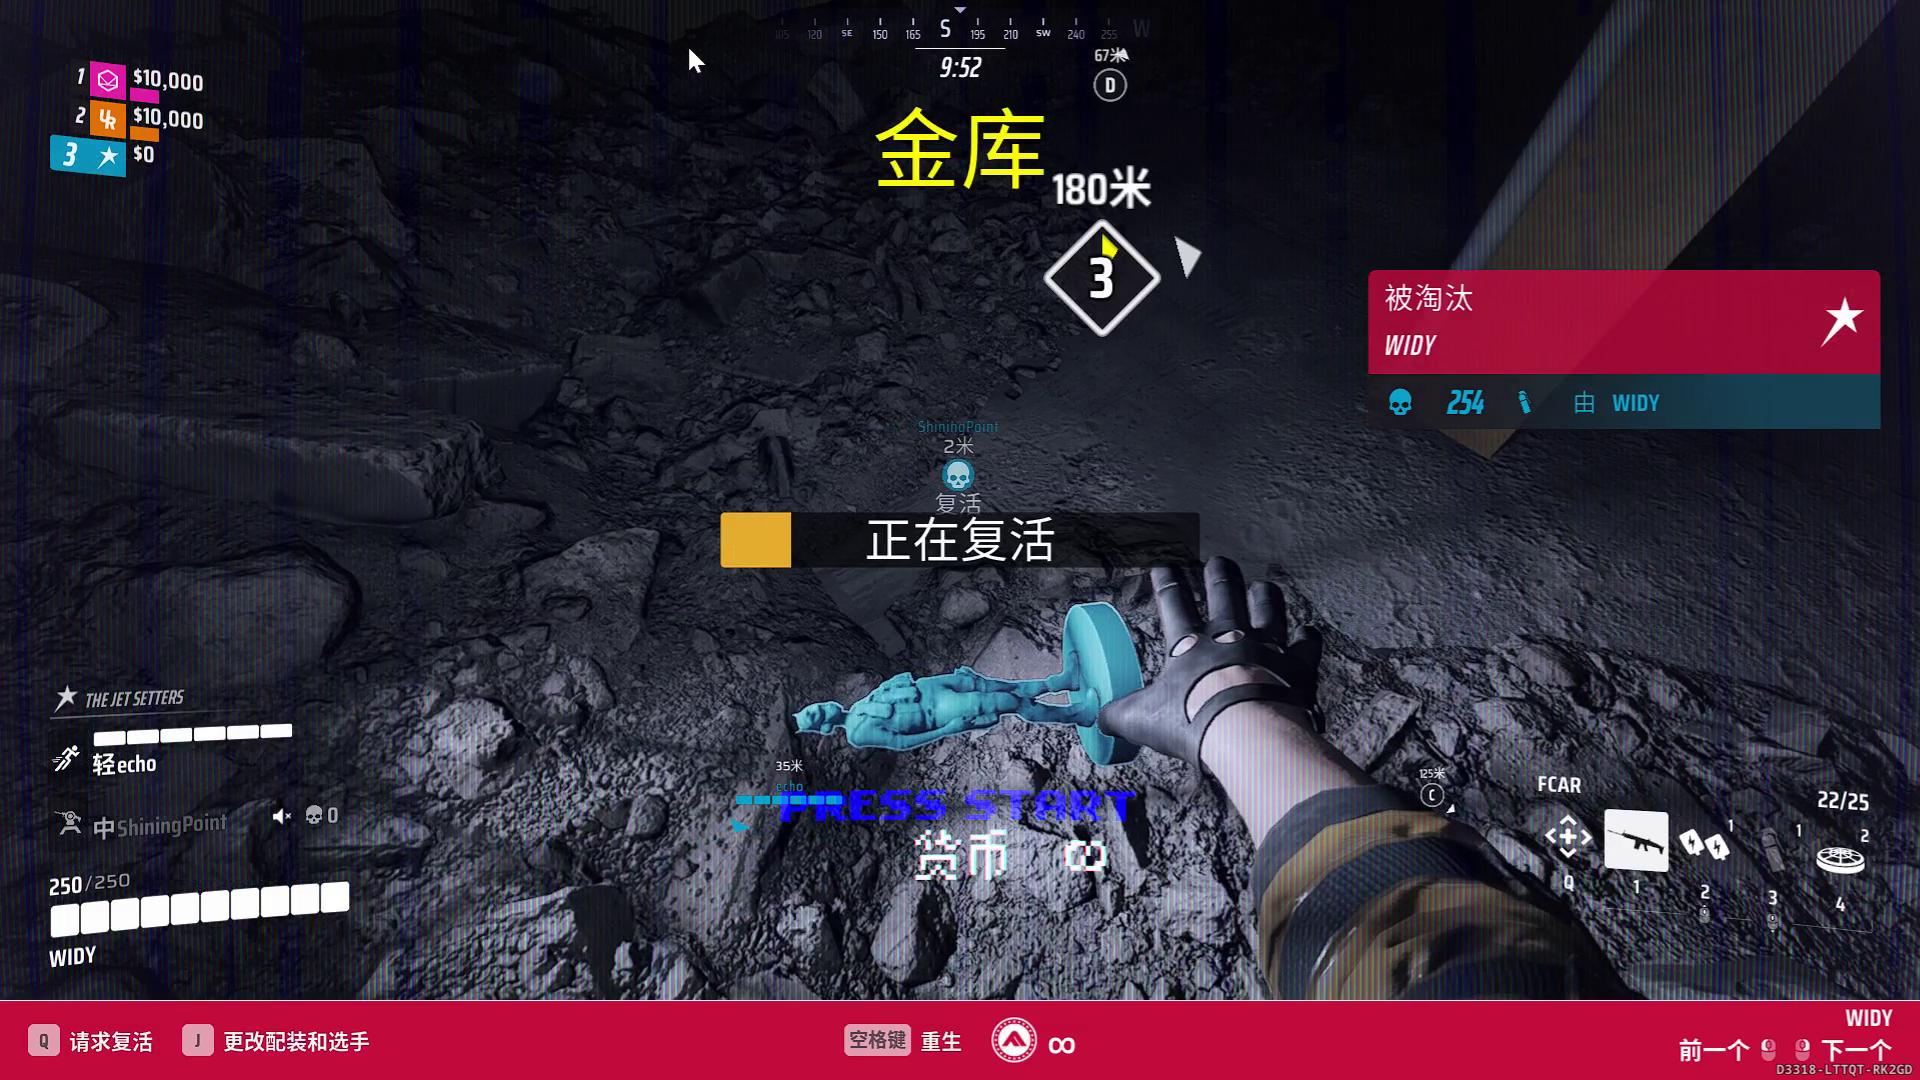 105 120 SE 150 165 S 195 210 SW 240 255 W
9:52
67米
D
1 $10,000
2 $10,000
3 $0
金库
180米
3
被淘汰
WIDY
254 由 WIDY
ShiningPoint
2米
复活
正在复活
THE JET SETTERS
轻echo
中ShiningPoint 0
250/250
WIDY
35米
echo
PRESS START
货币 ∞
125米
C
FCAR
22/25
1 1 2
Q 1 2 3 4
Q 请求复活 J 更改配装和选手
空格键 重生 ∞
WIDY
前一个 下一个
D3318-LTTQT-RK2GD